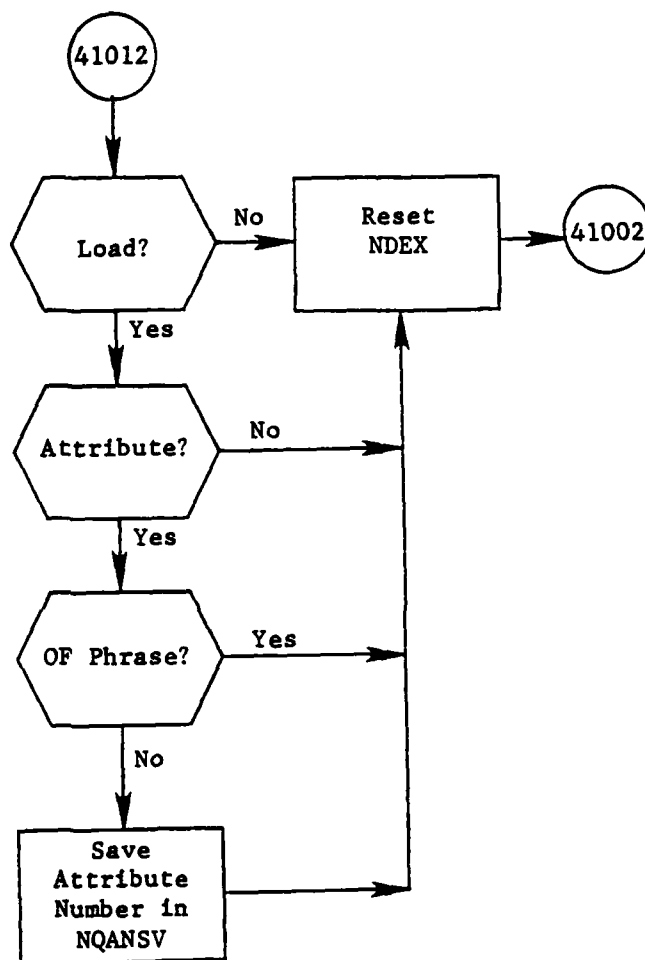 41012
Load?
No
Reset
NDEX
41002
Yes
Attribute?
No
Yes
OF Phrase?
Yes
No
Save
Attribute
Number in
NQANSV